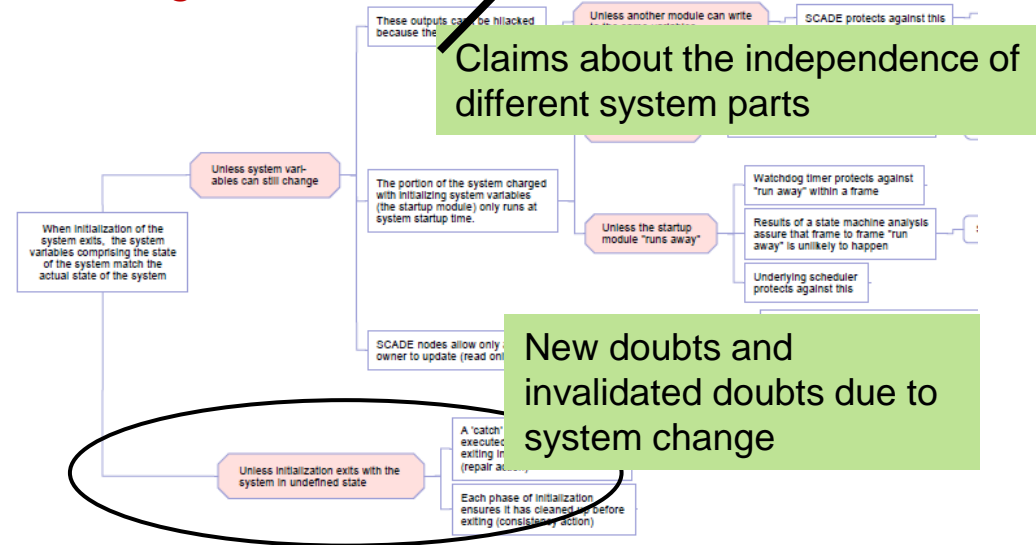 These outputs can't be hijacked
because the
Unless another module can write
SCADE protects against this
Claims about the independence of
different system parts
Unless system vari-
ables can still change
The portion of the system charged
with initializing system variables
(the startup module) only runs at
system startup time.
Watchdog timer protects against
"run away" within a frame
When initialization of the
system exits, the system
variables comprising the state
of the system match the
actual state of the system
Unless the startup
module "runs away"
Results of a state machine analysis
assure that frame to frame "run
away" is unlikely to happen
Underlying scheduler
protects against this
SCADE nodes allow only
owner to update (read
New doubts and
invalidated doubts due to
system change
A 'catch'
executed
exiting
(repair
Unless initialization exits with the
system in undefined state
Each phase of initialization
ensures it has cleaned up before
exiting (consistency action)